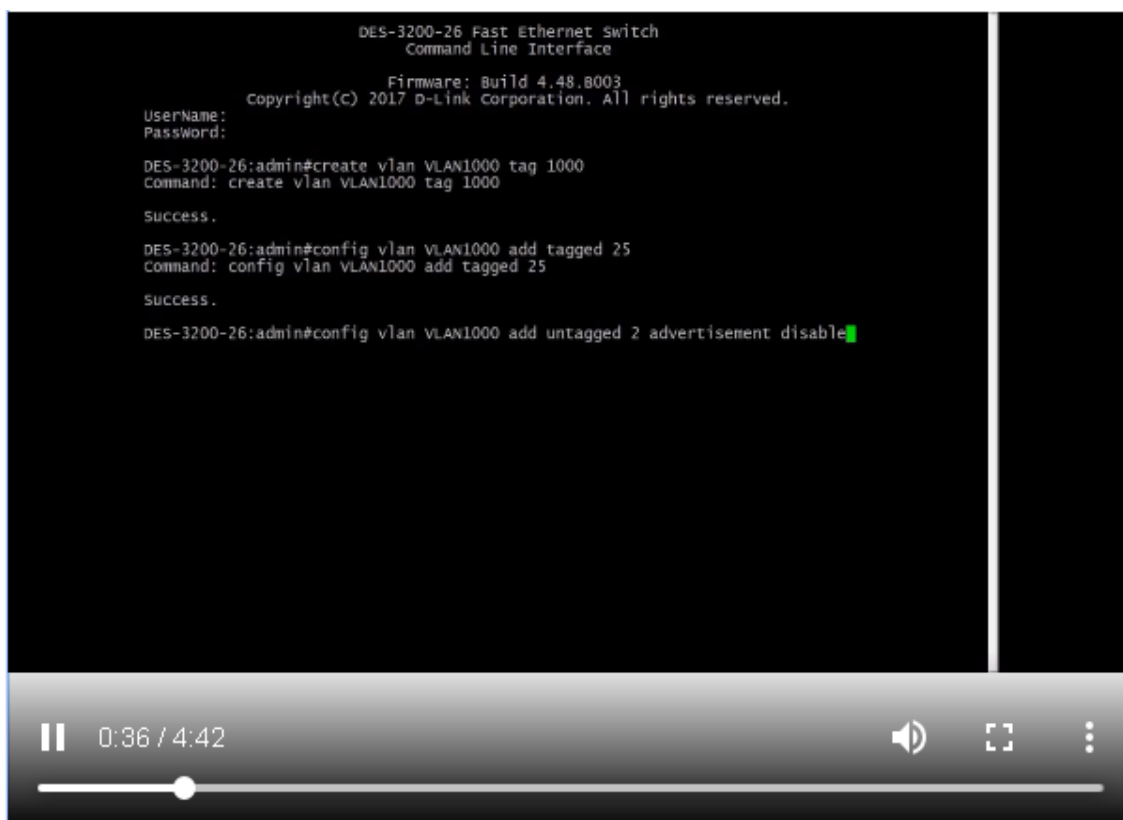 DES-3200-26 Fast Ethernet Switch
Command Line Interface
Firmware: Build 4.48.B003
Copyright(C) 2017 D-Link Corporation. All rights reserved.
UserName:
PassWord:
DES-3200-26:admin#create vlan VLAN1000 tag 1000
Command: create vlan VLAN1000 tag 1000
Success.
DES-3200-26:admin#config vlan VLAN1000 add tagged 25
Command: config vlan VLAN1000 add tagged 25
Success.
DES-3200-26:admin#config vlan VLAN1000 add untagged 2 advertisement disable
0:36 / 4:42